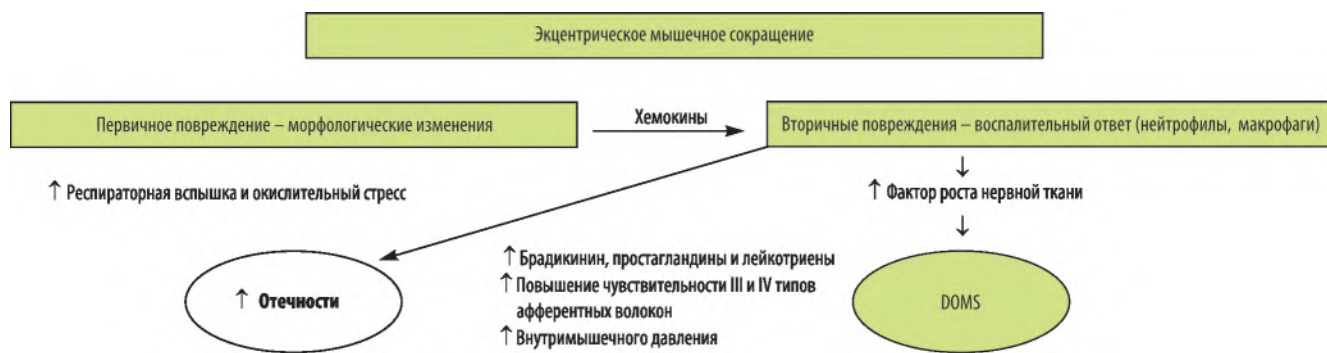 Экцентрическое мышечное сокращение
Первичное повреждение – морфологические изменения
Хемокины
Вторичные повреждения – воспалительный ответ (нейтрофилы, макрофаги)
↑ Респираторная вспышка и окислительный стресс
↑ Фактор роста нервной ткани
↑ Отечности
↑ Брадикинин, простагландины и лейкотриены
↑ Повышение чувствительности III и IV типов
афферентных волокон
↑ Внутримышечного давления
DOMS